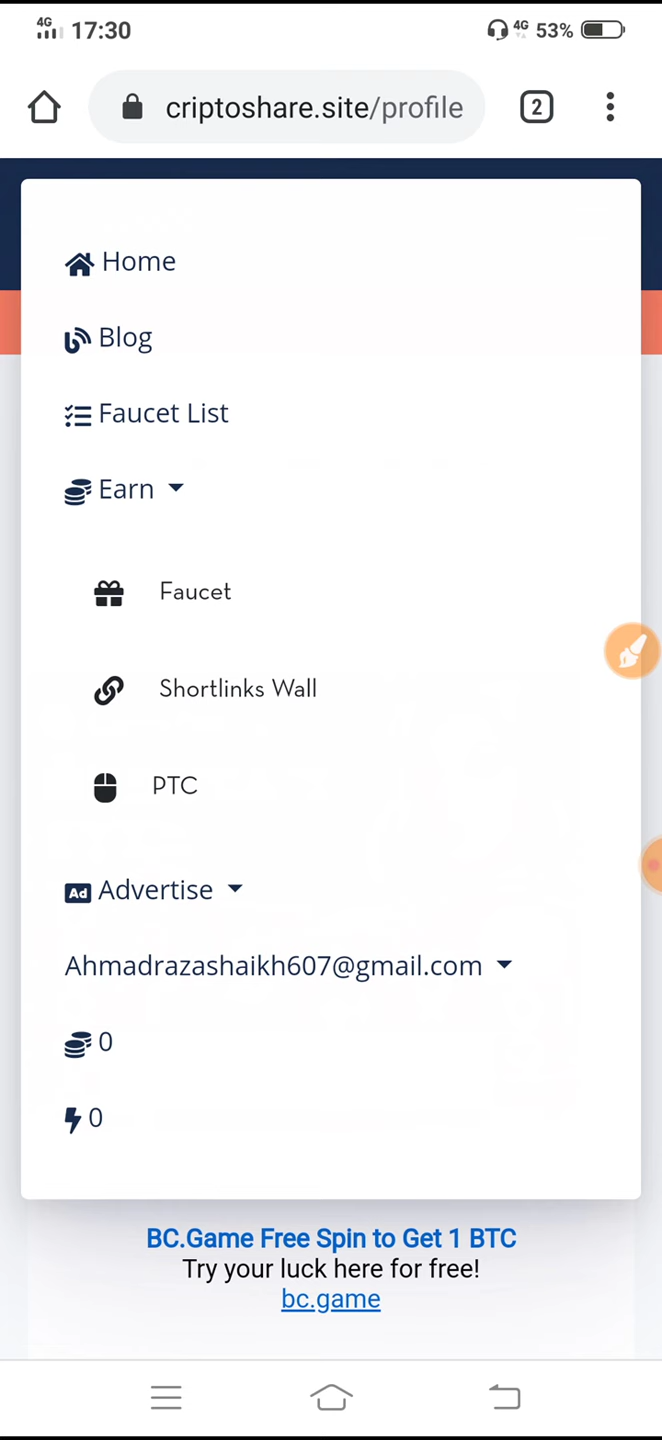 4G 17:30 4G 53%
criptoshare.site/profile 2
Home
Blog
Faucet List
Earn
Faucet
Shortlinks Wall
PTC
Ad Advertise
Ahmadrazashaikh607@gmail.com
0
0
BC.Game Free Spin to Get 1 BTC
Try your luck here for free!
bc.game